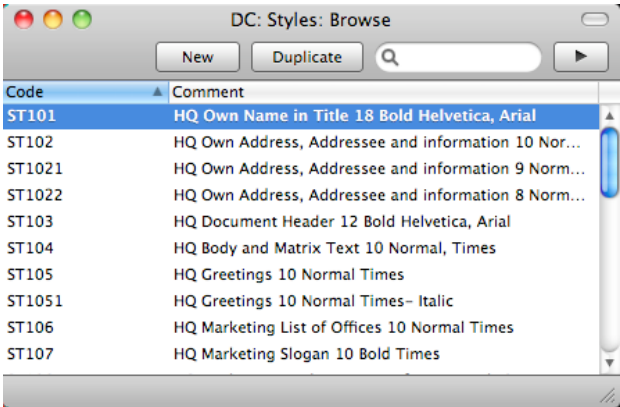 DC: Styles: Browse
New Duplicate
Code Comment
ST101 HQ Own Name in Title 18 Bold Helvetica, Arial
ST102 HQ Own Address, Addressee and information 10 Nor...
ST1021 HQ Own Address, Addressee and information 9 Norm...
ST1022 HQ Own Address, Addressee and information 8 Norm...
ST103 HQ Document Header 12 Bold Helvetica, Arial
ST104 HQ Body and Matrix Text 10 Normal, Times
ST105 HQ Greetings 10 Normal Times
ST1051 HQ Greetings 10 Normal Times- Italic
ST106 HQ Marketing List of Offices 10 Normal Times
ST107 HQ Marketing Slogan 10 Bold Times